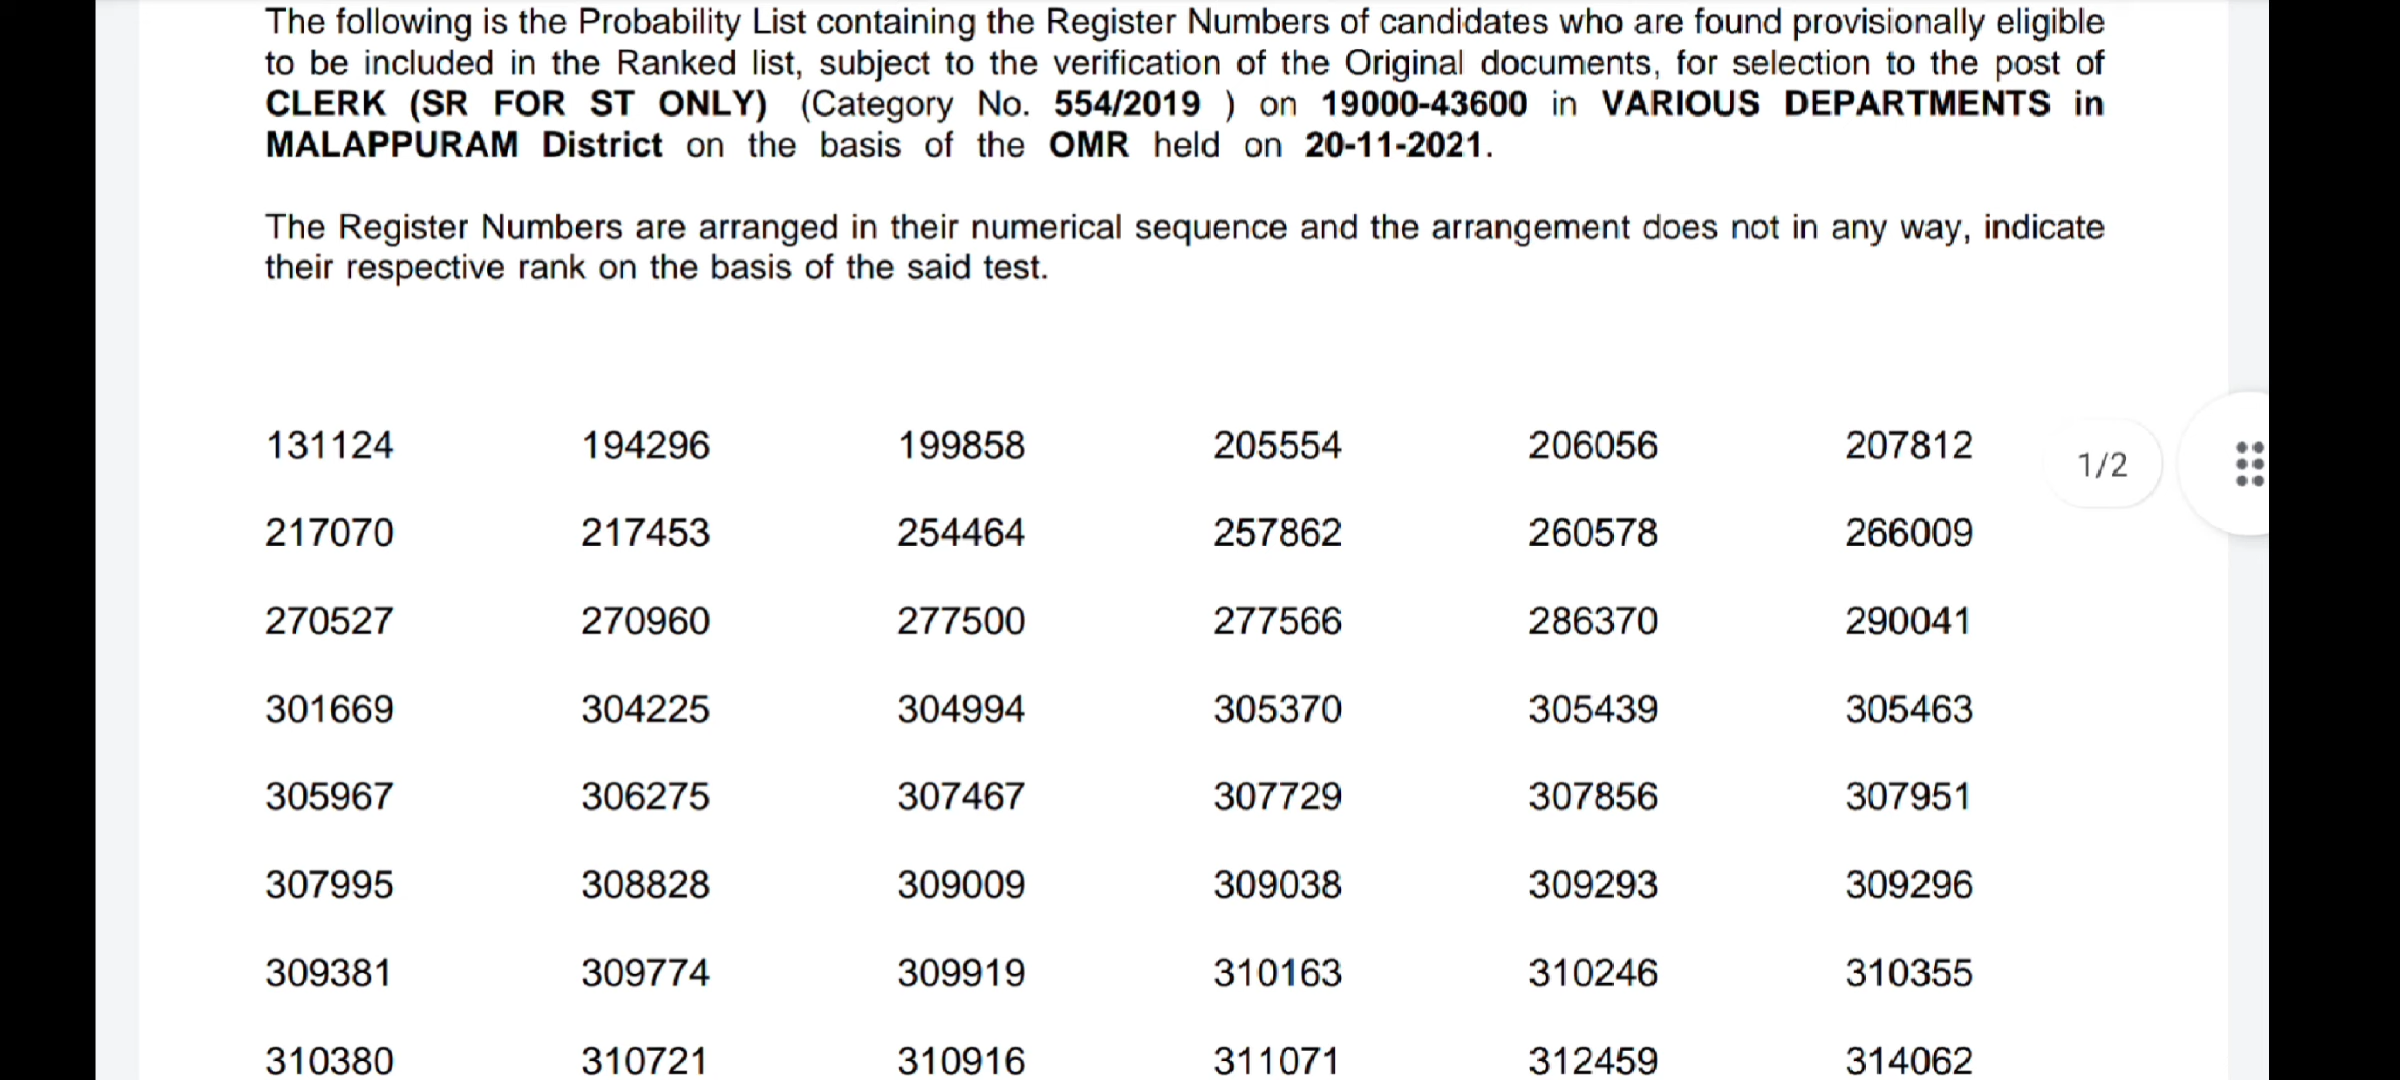 The following is the Probability List containing the Register Numbers of candidates who are found provisionally eligible
to be included in the Ranked list, subject to the verification of the Original documents, for selection to the post of
CLERK (SR FOR ST ONLY) (Category No. 554/2019 ) on 19000-43600 in VARIOUS DEPARTMENTS in
MALAPPURAM District on the basis of the OMR held on 20-11-2021.
The Register Numbers are arranged in their numerical sequence and the arrangement does not in any way, indicate
their respective rank on the basis of the said test.
131124 194296 199858 205554 206056 207812
1/2
217070 217453 254464 257862 260578 266009
270527 270960 277500 277566 286370 290041
301669 304225 304994 305370 305439 305463
305967 306275 307467 307729 307856 307951
307995 308828 309009 309038 309293 309296
309381 309774 309919 310163 310246 310355
310380 310721 310916 311071 312459 314062